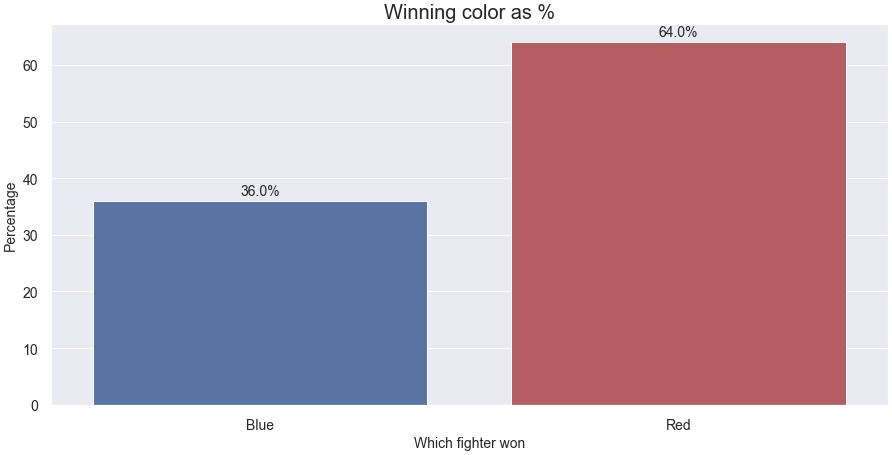 Winning color as %
64.0%
36.0%
Percentage
60
50
40
30
20
10
0
Blue
Red
Which fighter won